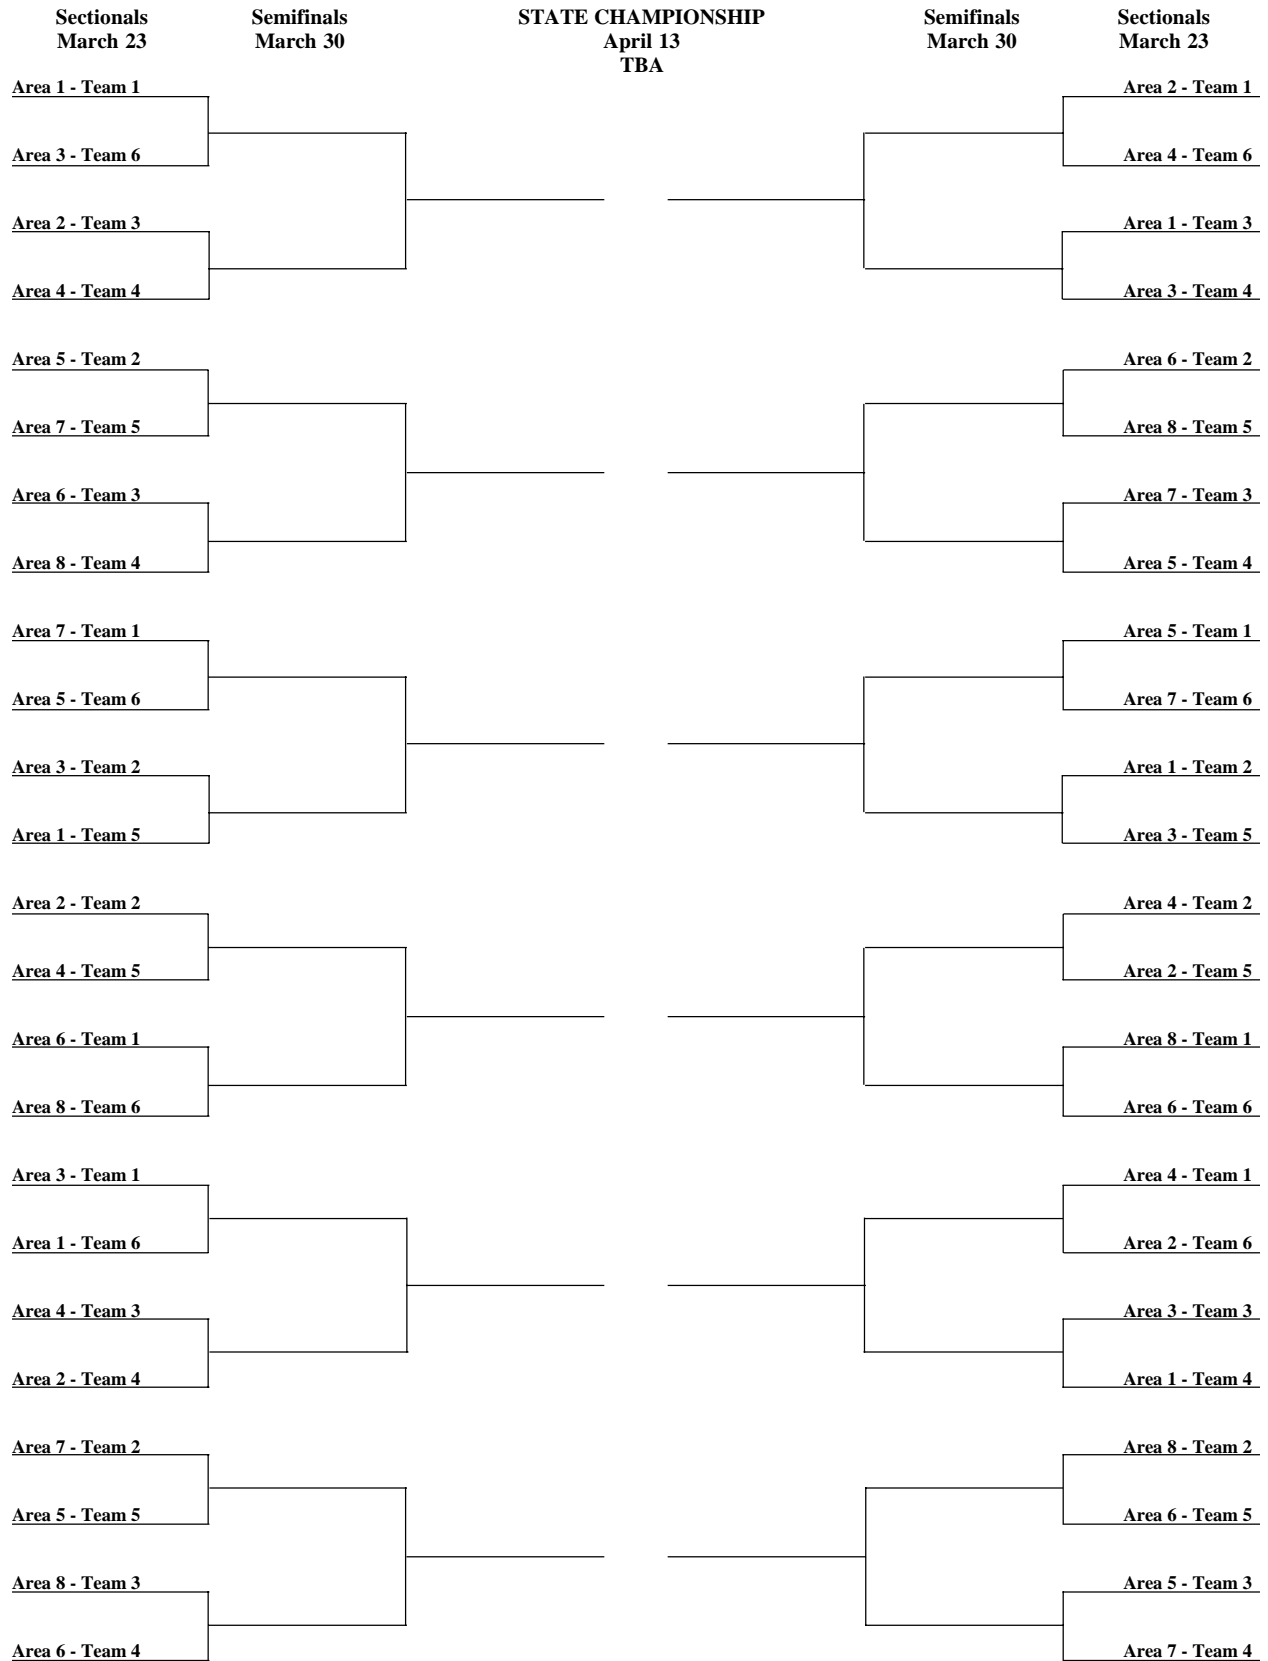 Sectionals Semifinals STATE CHAMPIONSHIP Semifinals Sectionals
March 23 March 30 April 13 March 30 March 23
TBA
Area 1 - Team 1 Area 2 - Team 1
Area 3 - Team 6 Area 4 - Team 6
Area 2 - Team 3 Area 1 - Team 3
Area 4 - Team 4 Area 3 - Team 4
Area 5 - Team 2 Area 6 - Team 2
Area 7 - Team 5 Area 8 - Team 5
Area 6 - Team 3 Area 7 - Team 3
Area 8 - Team 4 Area 5 - Team 4
Area 7 - Team 1 Area 5 - Team 1
Area 5 - Team 6 Area 7 - Team 6
Area 3 - Team 2 Area 1 - Team 2
Area 1 - Team 5 Area 3 - Team 5
Area 2 - Team 2 Area 4 - Team 2
Area 4 - Team 5 Area 2 - Team 5
Area 6 - Team 1 Area 8 - Team 1
Area 8 - Team 6 Area 6 - Team 6
Area 3 - Team 1 Area 4 - Team 1
Area 1 - Team 6 Area 2 - Team 6
Area 4 - Team 3 Area 3 - Team 3
Area 2 - Team 4 Area 1 - Team 4
Area 7 - Team 2 Area 8 - Team 2
Area 5 - Team 5 Area 6 - Team 5
Area 8 - Team 3 Area 5 - Team 3
Area 6 - Team 4 Area 7 - Team 4